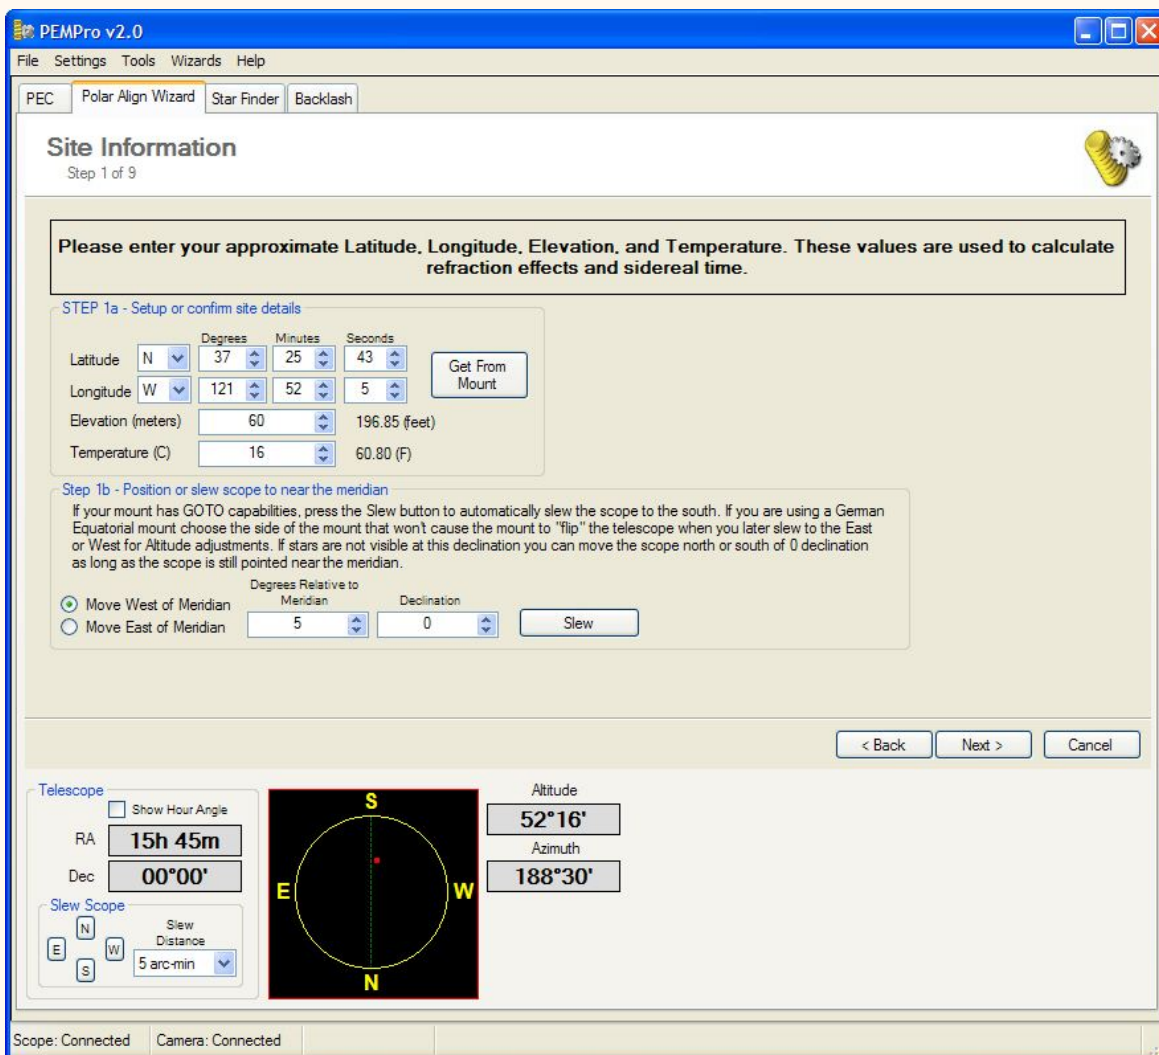 PEMPro v2.0
File Settings Tools Wizards Help
PEC Polar Align Wizard Star Finder Backlash
Site Information
Step 1 of 9
Please enter your approximate Latitude, Longitude, Elevation, and Temperature. These values are used to calculate
refraction effects and sidereal time.
STEP 1a - Setup or confirm site details
Degrees Minutes Seconds
Latitude N 37 25 43
Get From
Mount
Longitude W 121 52 5
Elevation (meters) 60 196.85 (feet)
Temperature (C) 16 60.80 (F)
Step 1b - Position or slew scope to near the meridian
If your mount has GOTO capabilities, press the Slew button to automatically slew the scope to the south. If you are using a German
Equatorial mount choose the side of the mount that won't cause the mount to "flip" the telescope when you later slew to the East
or West for Altitude adjustments. If stars are not visible at this declination you can move the scope north or south of 0 declination
as long as the scope is still pointed near the meridian.
Degrees Relative to
Meridian Declination
Move West of Meridian
Move East of Meridian
5 0 Slew
< Back Next > Cancel
Telescope
Show Hour Angle
RA 15h 45m
Dec 00°00'
Slew Scope
N
E W
S
Slew
Distance
5 arc-min
S
E W
N
Altitude
52°16'
Azimuth
188°30'
Scope: Connected Camera: Connected